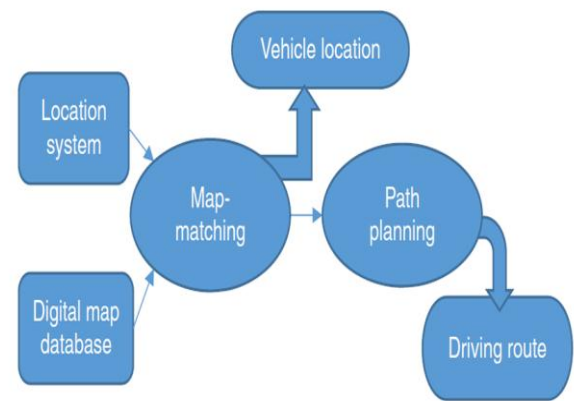 Vehicle location
Location
system
Map-
matching
Path
planning
Digital map
database
Driving route